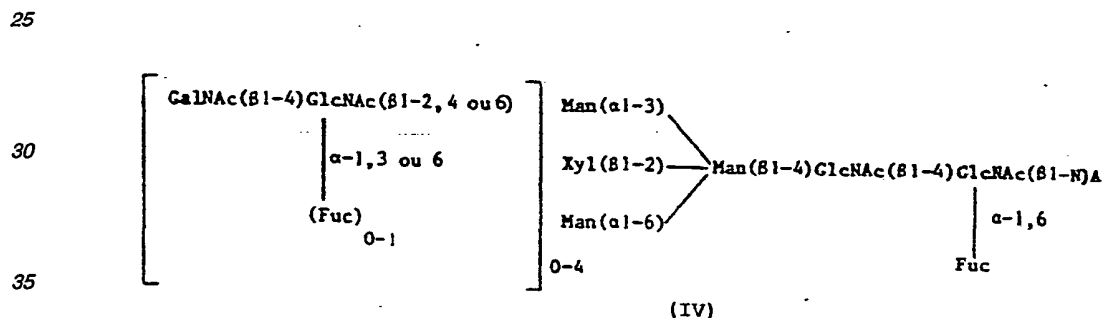 25
GalNAc(β1-4)GlcNAc(β1-2,4 ou 6)
Man(α1-3)
30
α-1,3 ou 6
Xyl(β1-2)
Man(β1-4)GlcNAc(β1-4)GlcNAc(β1-N)A
(Fuc)
0-1
Man(α1-6)
α-1,6
0-4
Fuc
35
(IV)